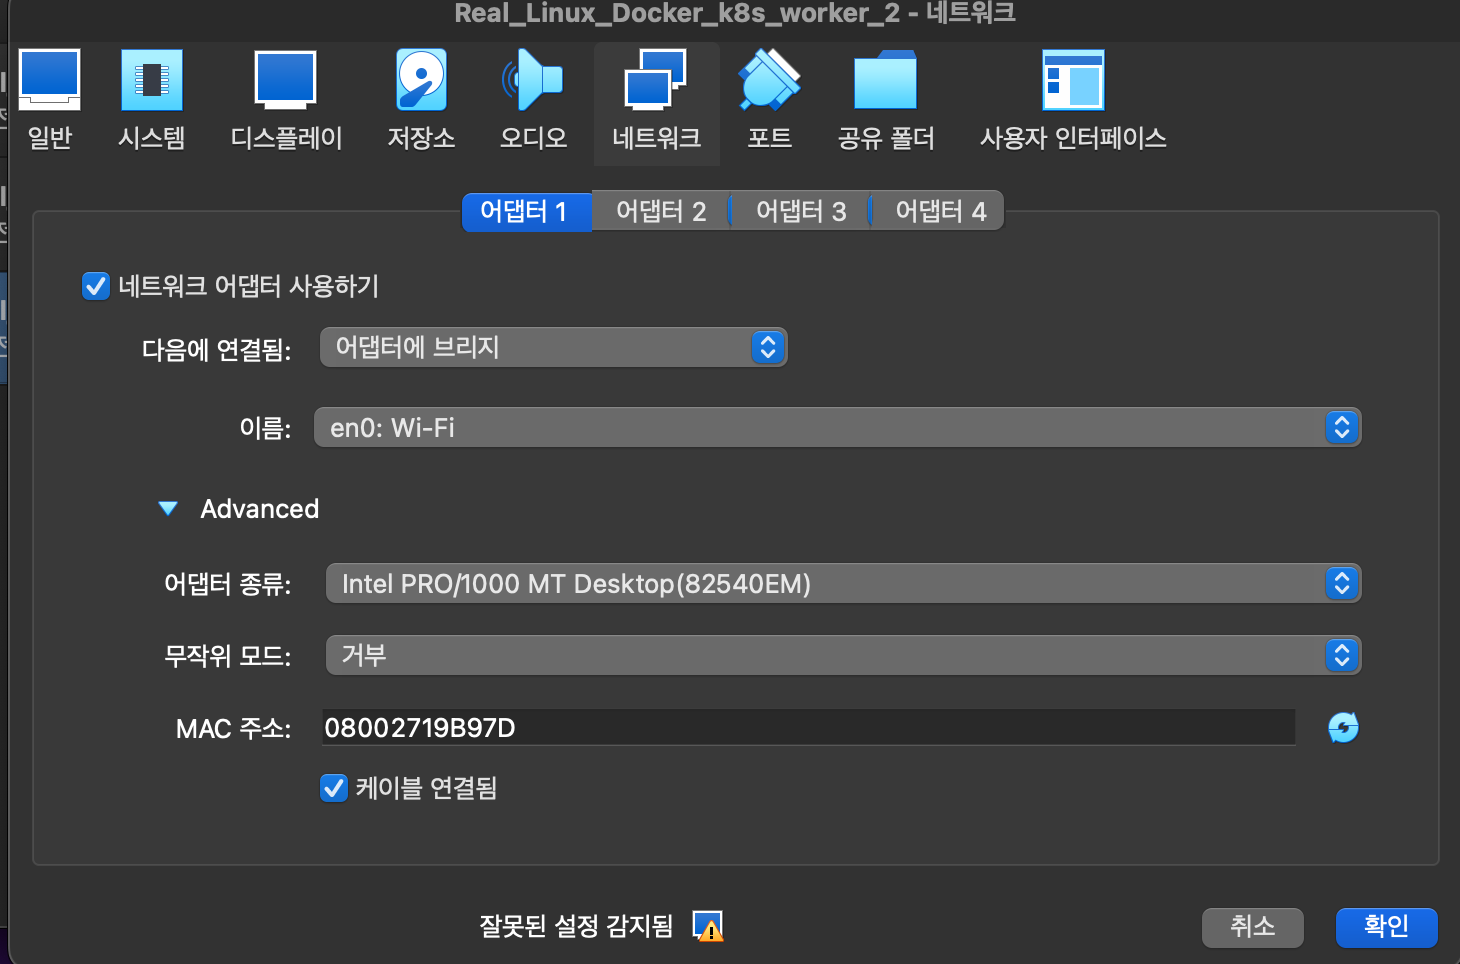 Real_Linux_Docker_k8s_worker_2 - 네트워크
일반 시스템 디스플레이 저장소 오디오 네트워크 포트 공유 폴더 사용자 인터페이스
어댑터 1 어댑터 2 어댑터 3 어댑터 4
네트워크 어댑터 사용하기
다음에 연결됨: 어댑터에 브리지
이름: en0: Wi-Fi
Advanced
어댑터 종류: Intel PRO/1000 MT Desktop(82540EM)
무작위 모드: 거부
MAC 주소: 08002719B97D
케이블 연결됨
잘못된 설정 감지됨 취소 확인